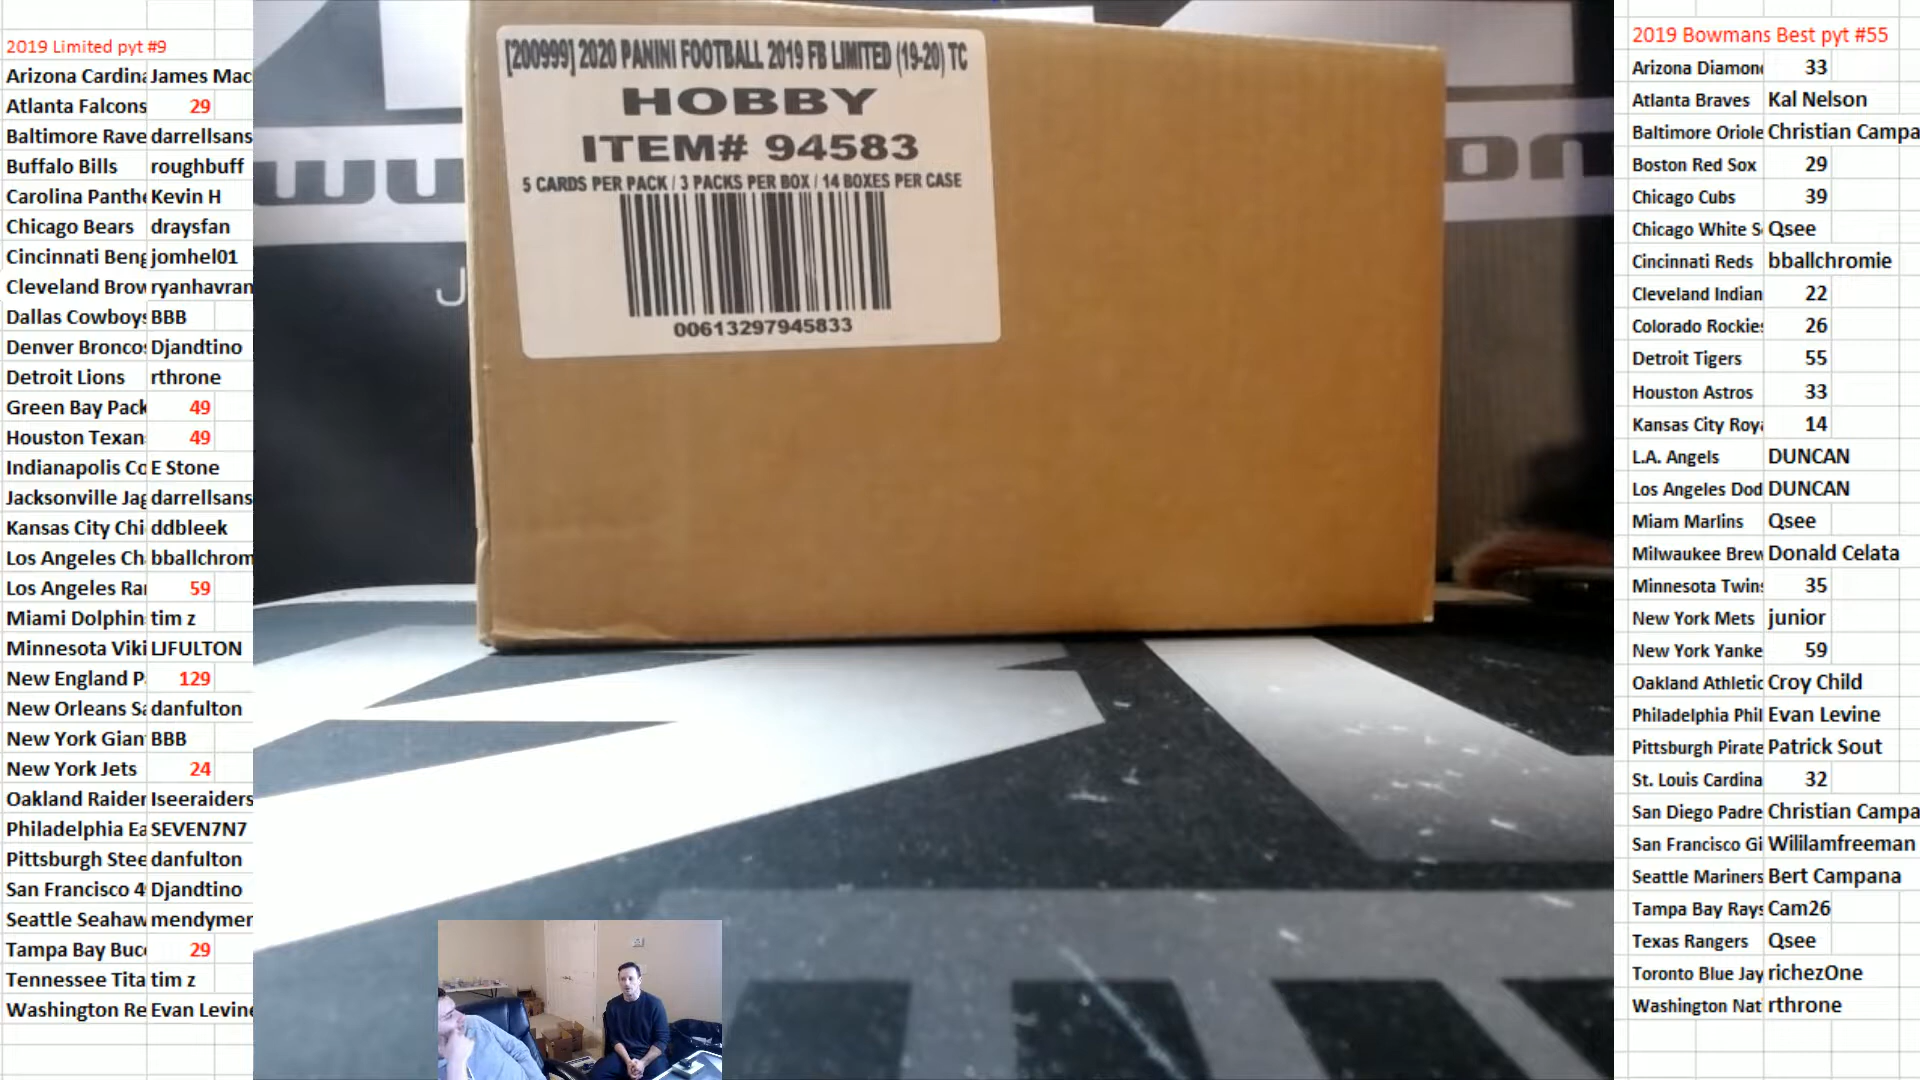 2019 Limited pyt #9
Arizona Cardina James Mac
Atlanta Falcons 29
Baltimore Rave darrellsans
Buffalo Bills roughbuff
Carolina Panthe Kevin H
Chicago Bears draysfan
Cincinnati Beng jomhel01
Cleveland Brow ryanhavran
Dallas Cowboys BBB
Denver Broncos Djandtino
Detroit Lions rthrone
Green Bay Pack 49
Houston Texan 49
Indianapolis Co E Stone
Jacksonville Jag darrellsans
Kansas City Chi ddbleek
Los Angeles Ch bballchrom
Los Angeles Rar 59
Miami Dolphin tim z
Minnesota Viki LJFULTON
New England P 129
New Orleans Sa danfulton
New York Gian BBB
New York Jets 24
Oakland Raider Iseeraiders
Philadelphia Ea SEVEN7N7
Pittsburgh Stee danfulton
San Francisco 4 Djandtino
Seattle Seahaw mendymer
Tampa Bay Bucc 29
Tennessee Tita tim z
Washington Re Evan Levine
[200999] 2020 PANINI FOOTBALL 2019 FB LIMITED (19-20) TC
HOBBY
ITEM# 94583
5 CARDS PER PACK / 3 PACKS PER BOX / 14 BOXES PER CASE
00613297945833
2019 Bowmans Best pyt #55
Arizona Diamon 33
Atlanta Braves Kal Nelson
Baltimore Oriole Christian Campa
Boston Red Sox 29
Chicago Cubs 39
Chicago White S Qsee
Cincinnati Reds bballchromie
Cleveland Indian 22
Colorado Rockies 26
Detroit Tigers 55
Houston Astros 33
Kansas City Roya 14
L.A. Angels DUNCAN
Los Angeles Dod DUNCAN
Miam Marlins Qsee
Milwaukee Brew Donald Celata
Minnesota Twins 35
New York Mets junior
New York Yanke 59
Oakland Athletic Croy Child
Philadelphia Phil Evan Levine
Pittsburgh Pirate Patrick Sout
St. Louis Cardina 32
San Diego Padre Christian Campa
San Francisco Gi Wililamfreeman
Seattle Mariners Bert Campana
Tampa Bay Rays Cam26
Texas Rangers Qsee
Toronto Blue Jay richezOne
Washington Nat rthrone